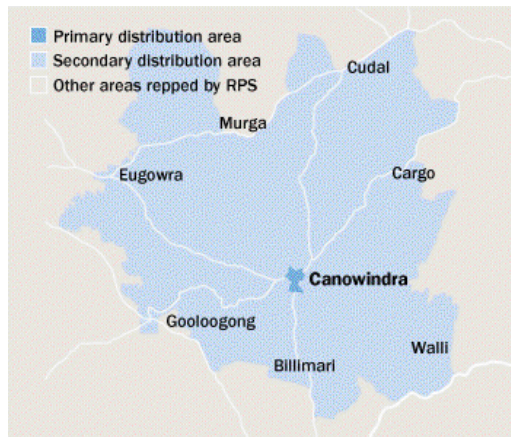 Primary distribution area
Secondary distribution area
Other areas repped by RPS
Cudal
Murga
Eugowra
Cargo
Canowindra
Gooloogong
Billimari
Walli